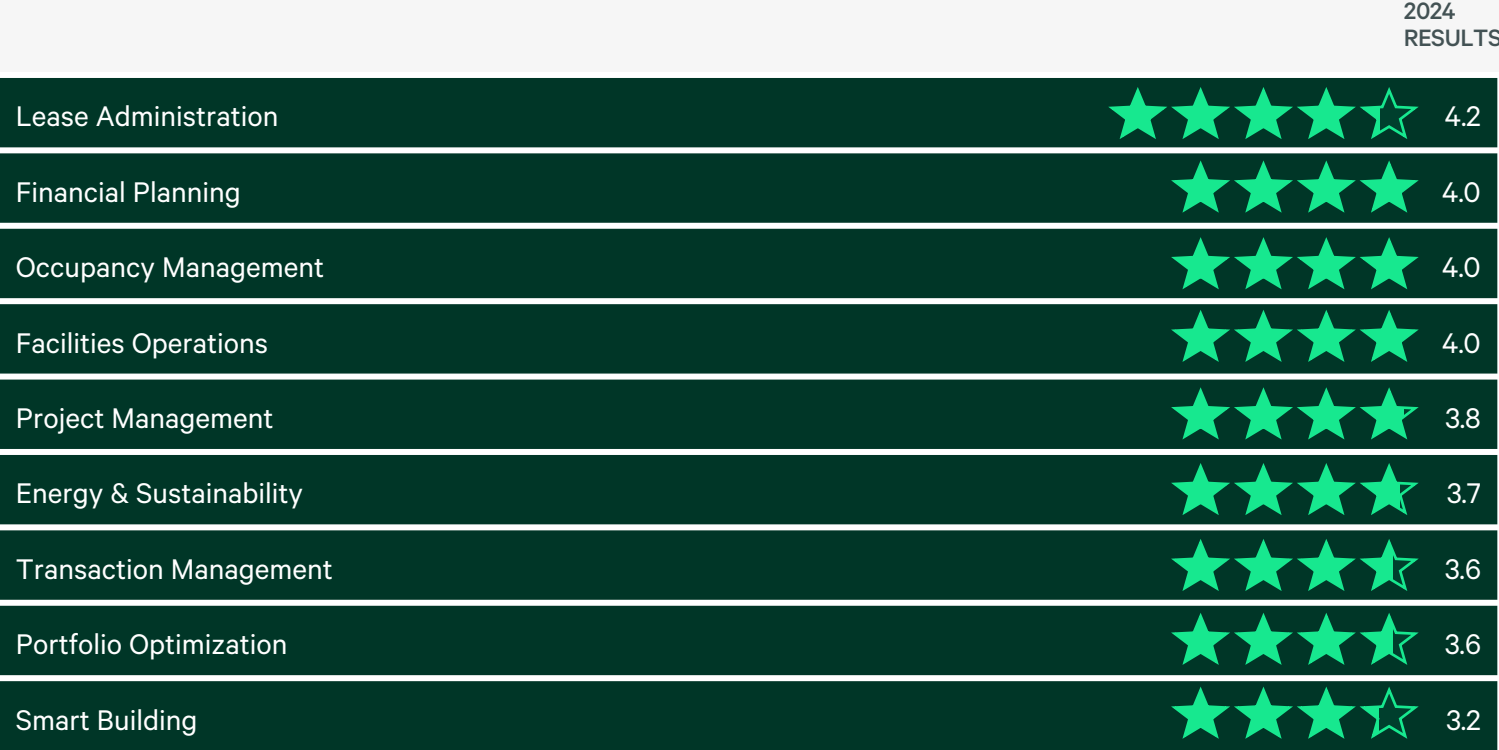 2024
RESULTS
Lease Administration 4.2
Financial Planning 4.0
Occupancy Management 4.0
Facilities Operations 4.0
Project Management 3.8
Energy & Sustainability 3.7
Transaction Management 3.6
Portfolio Optimization 3.6
Smart Building 3.2